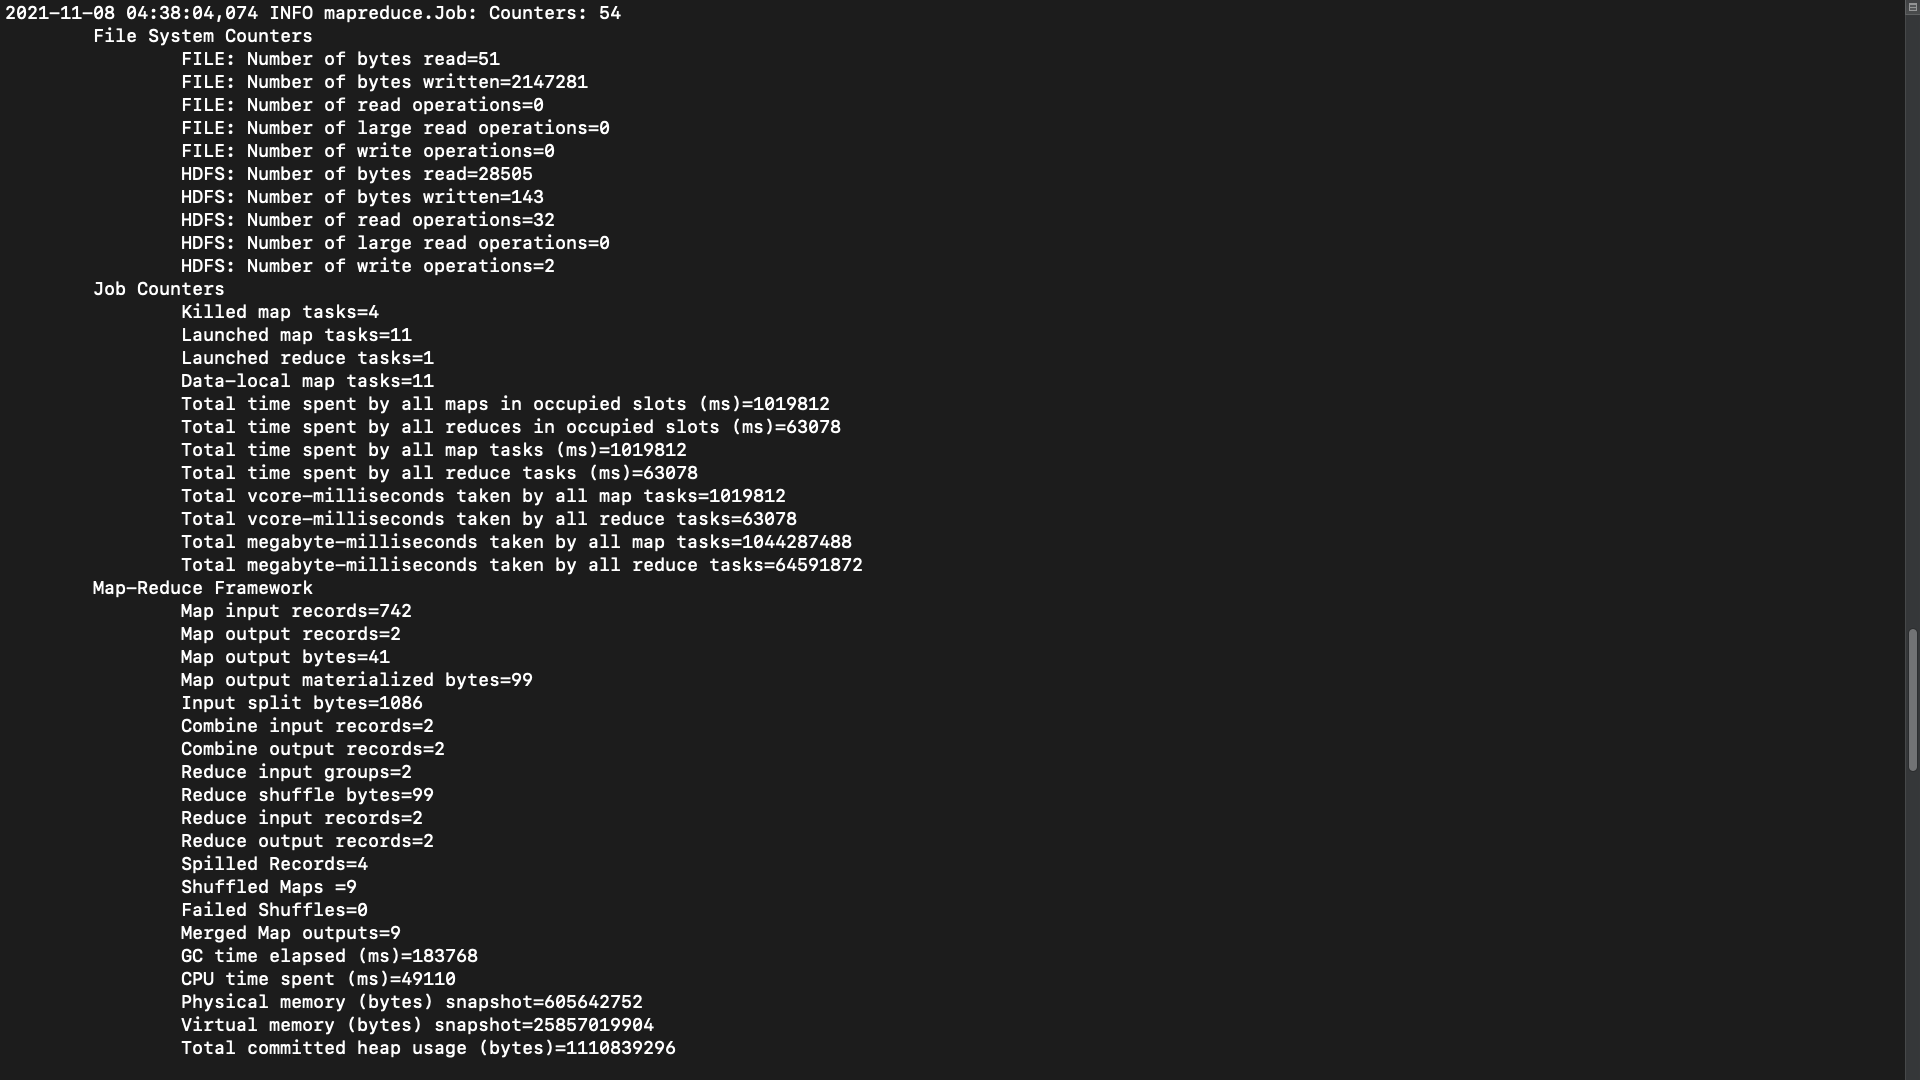 2021-11-08 04:38:04,074 INFO mapreduce.Job: Counters: 54
File System Counters
FILE: Number of bytes read=51
FILE: Number of bytes written=2147281
FILE: Number of read operations=0
FILE: Number of large read operations=0
FILE: Number of write operations=0
HDFS: Number of bytes read=28505
HDFS: Number of bytes written=143
HDFS: Number of read operations=32
HDFS: Number of large read operations=0
HDFS: Number of write operations=2
Job Counters
Killed map tasks=4
Launched map tasks=11
Launched reduce tasks=1
Data-local map tasks=11
Total time spent by all maps in occupied slots (ms)=1019812
Total time spent by all reduces in occupied slots (ms)=63078
Total time spent by all map tasks (ms)=1019812
Total time spent by all reduce tasks (ms)=63078
Total vcore-milliseconds taken by all map tasks=1019812
Total vcore-milliseconds taken by all reduce tasks=63078
Total megabyte-milliseconds taken by all map tasks=1044287488
Total megabyte-milliseconds taken by all reduce tasks=64591872
Map-Reduce Framework
Map input records=742
Map output records=2
Map output bytes=41
Map output materialized bytes=99
Input split bytes=1086
Combine input records=2
Combine output records=2
Reduce input groups=2
Reduce shuffle bytes=99
Reduce input records=2
Reduce output records=2
Spilled Records=4
Shuffled Maps =9
Failed Shuffles=0
Merged Map outputs=9
GC time elapsed (ms)=183768
CPU time spent (ms)=49110
Physical memory (bytes) snapshot=605642752
Virtual memory (bytes) snapshot=25857019904
Total committed heap usage (bytes)=1110839296